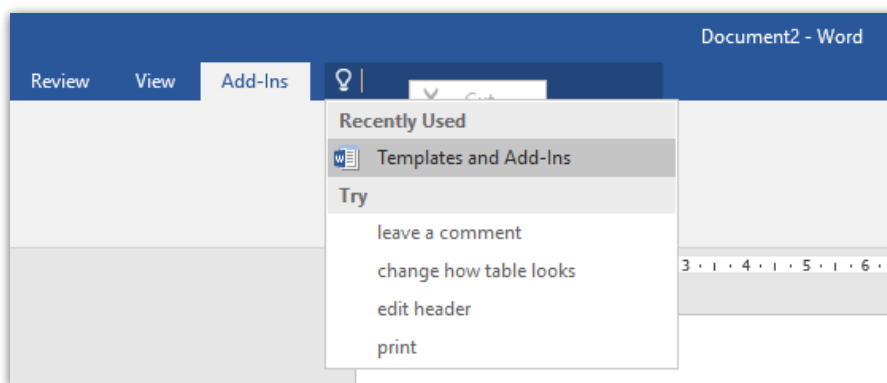 Document2 - Word
Review View Add-Ins
Recently Used
Templates and Add-Ins
Try
leave a comment
change how table looks
3 · ı · 4 · ı · 5 · ı · 6 ·
edit header
print